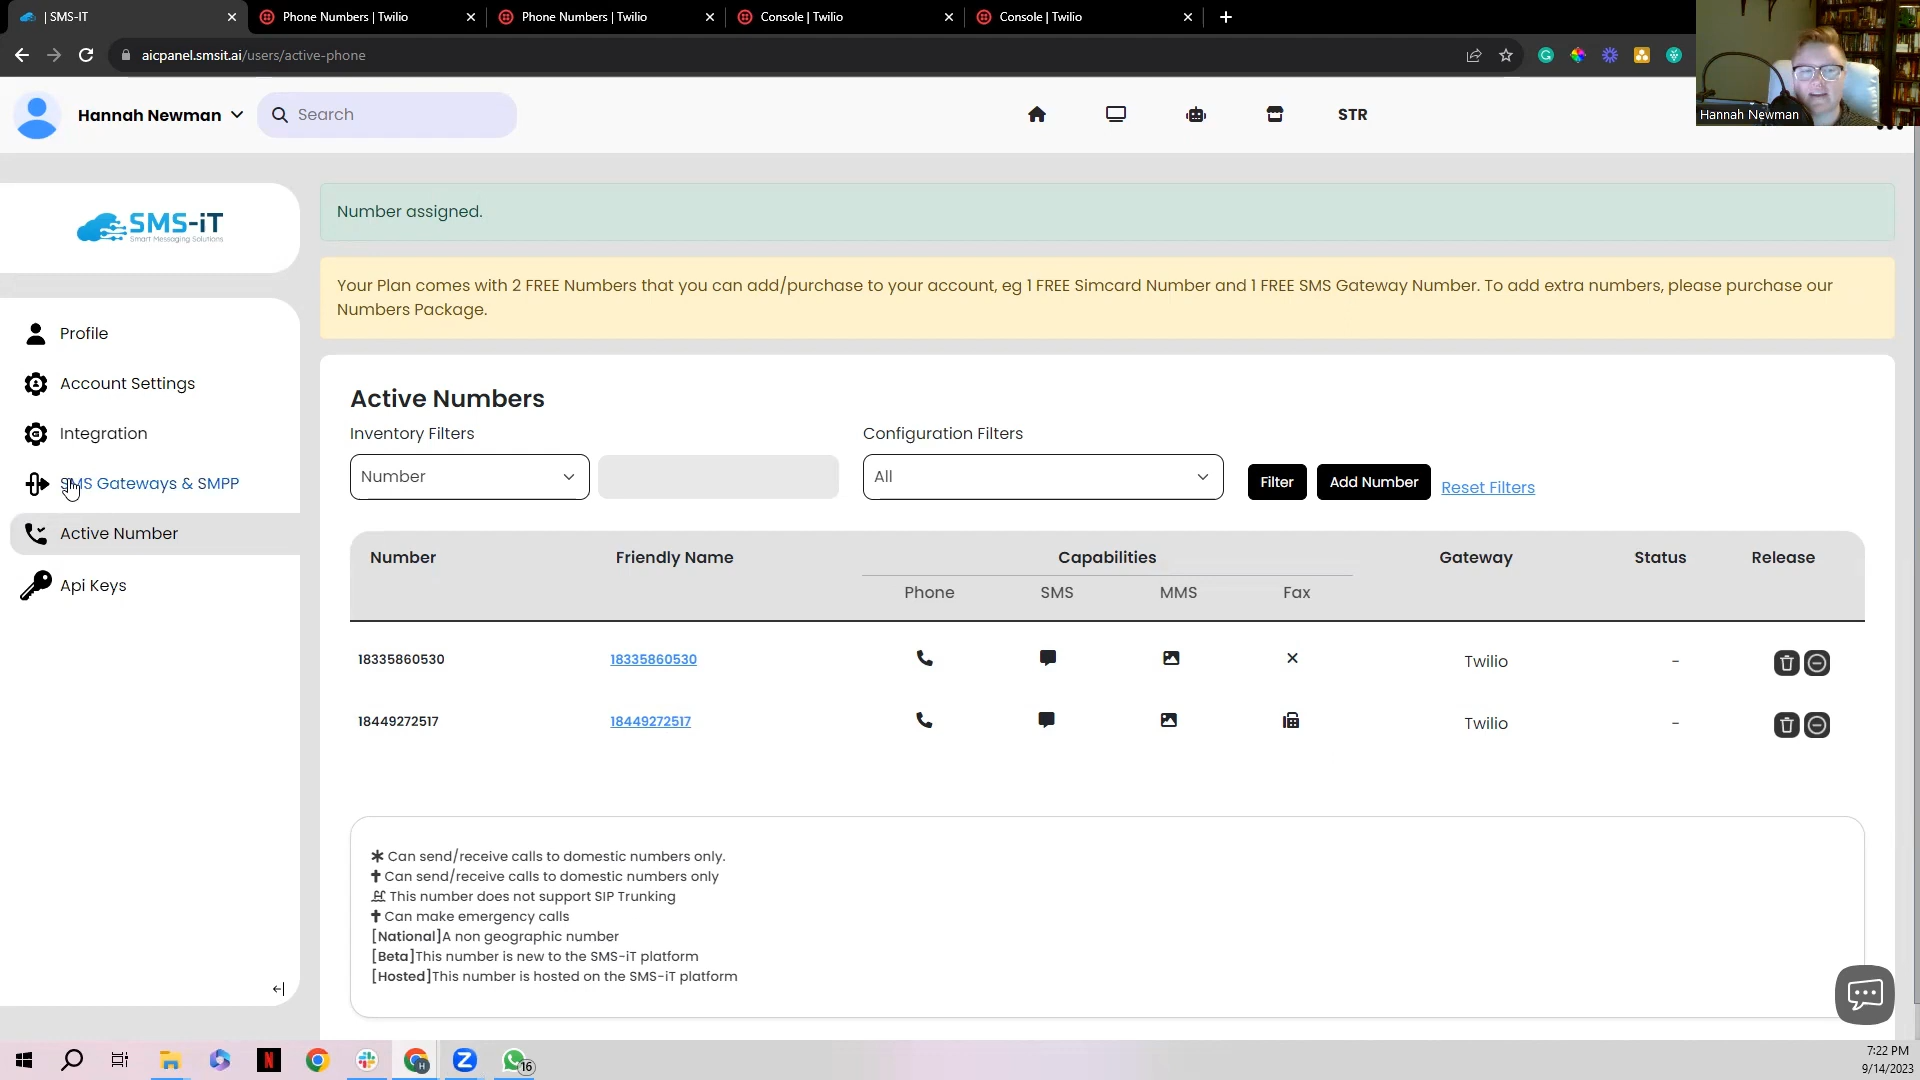 | SMS-iT
Phone Numbers | Twilio
Phone Numbers | Twilio
Console | Twilio
Console | Twilio
aicpanel.smsit.ai/users/active-phone
Hannah Newman
Search
STR
Hannah Newman
SMS-iT
Smart Messaging Solutions
Number assigned.
Your Plan comes with 2 FREE Numbers that you can add/purchase to your account, eg 1 FREE Simcard Number and 1 FREE SMS Gateway Number. To add extra numbers, please purchase our
Numbers Package.
Profile
Account Settings
Integration
SMS Gateways & SMPP
Active Number
Api Keys
Active Numbers
Inventory Filters
Configuration Filters
Number
All
Filter
Add Number
Reset Filters
Number
Friendly Name
Capabilities
Gateway
Status
Release
Phone
SMS
MMS
Fax
18335860530
18335860530
Twilio
-
18449272517
18449272517
Twilio
-
Can send/receive calls to domestic numbers only.
Can send/receive calls to domestic numbers only
This number does not support SIP Trunking
Can make emergency calls
[National]A non geographic number
[Beta]This number is new to the SMS-iT platform
[Hosted]This number is hosted on the SMS-iT platform
16
7:22 PM
9/14/2023